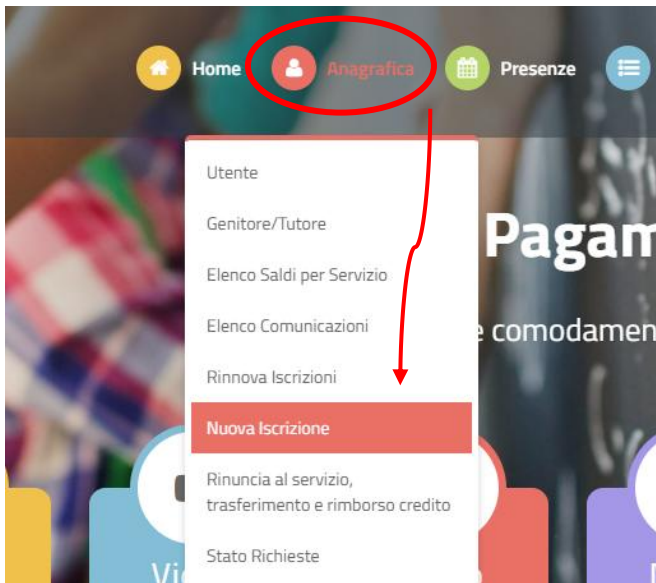 Home Anagrafica Presenze
Utente
Genitore/Tutore
Elenco Saldi per Servizio
Elenco Comunicazioni
Rinnova Iscrizioni
Nuova Iscrizione
Rinuncia al servizio,
trasferimento e rimborso credito
Stato Richieste
Pagam
e comodamen
Vi